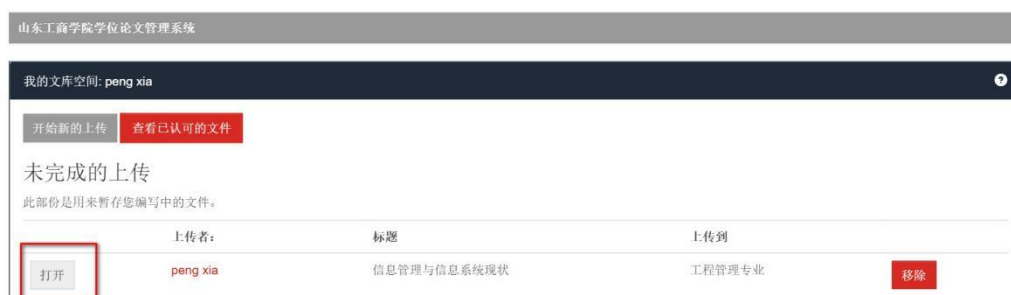 山东工商学院学位论文管理系统
我的文库空间: peng xia
开始新的上传 查看已认可的文件
未完成的上传
此部份是用来暂存您编写中的文件。
上传者: 标题 上传到
打开 peng xia 信息管理与信息系统现状 工程管理专业 移除